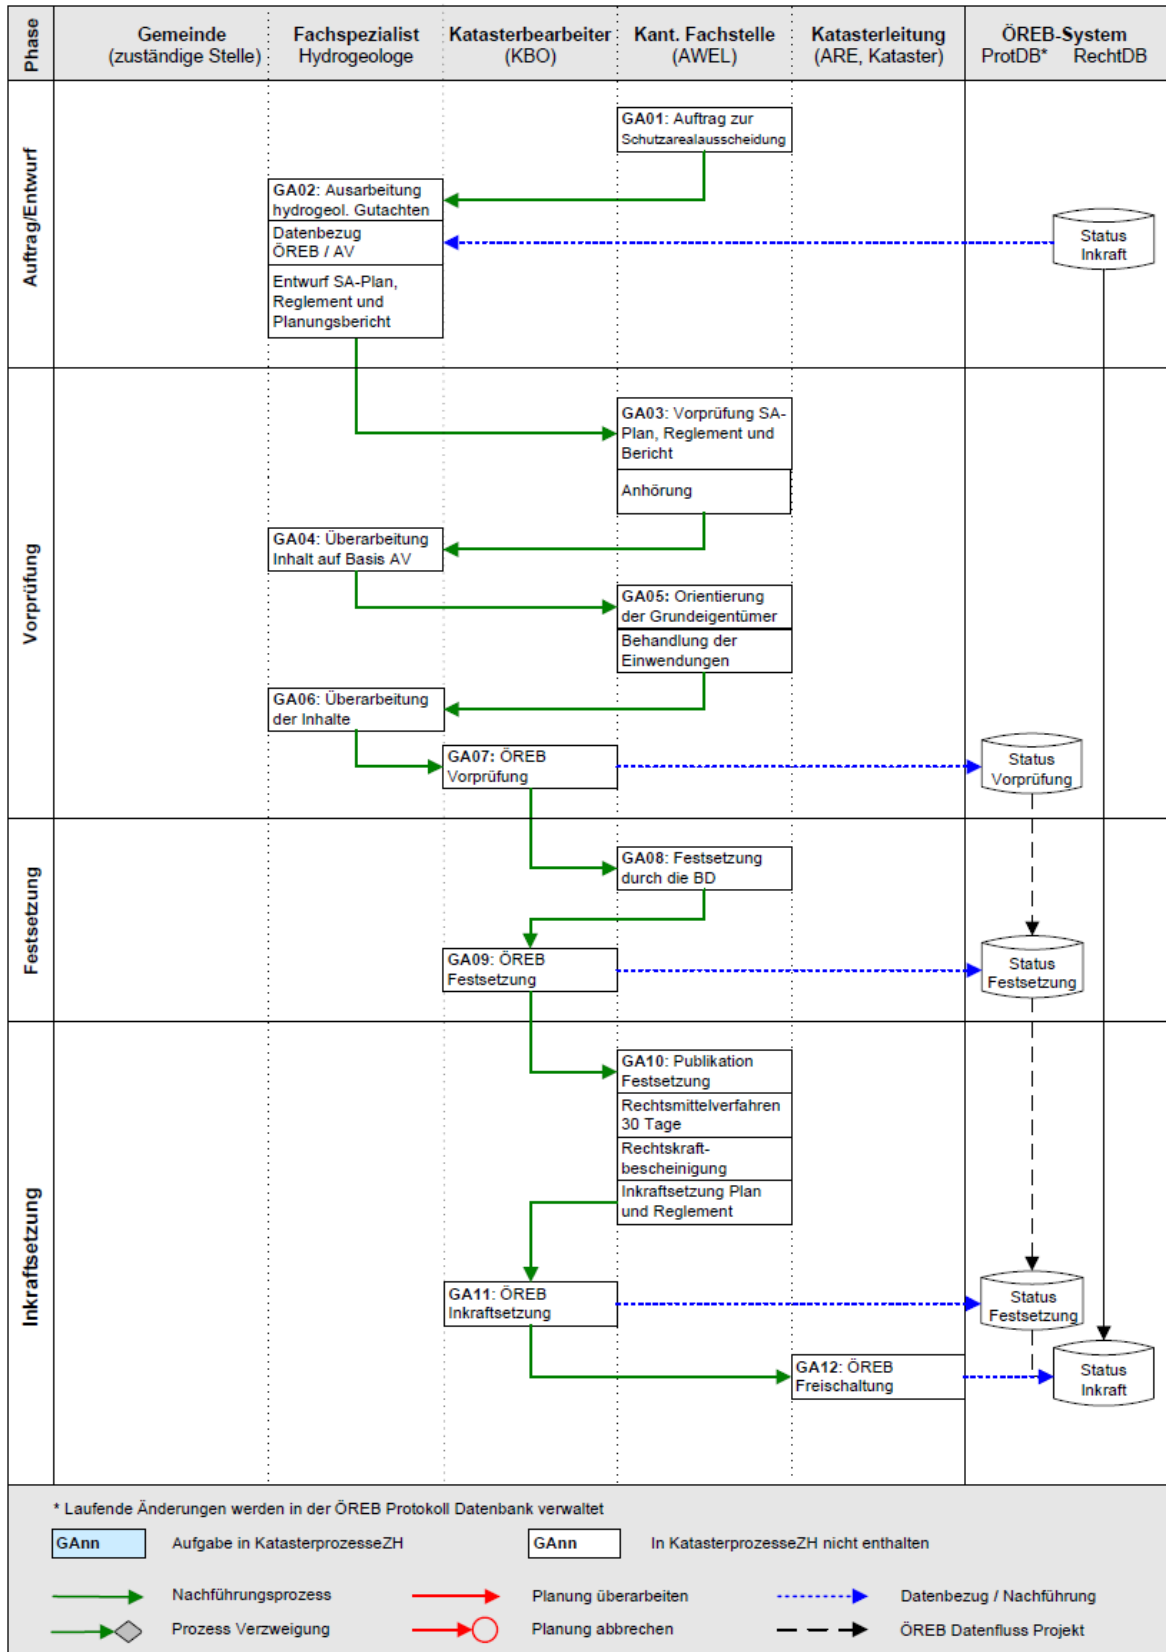 Phase
Gemeinde
(zuständige Stelle)
Fachspezialist
Hydrogeologe
Katasterbearbeiter
(KBO)
Kant. Fachstelle
(AWEL)
Katasterleitung
(ARE, Kataster)
ÖREB-System
ProtDB* RechtDB
Auftrag/Entwurf
GA01: Auftrag zur
Schutzarealausscheidung
GA02: Ausarbeitung
hydrogeol. Gutachten
Datenbezug
ÖREB / AV
Entwurf SA-Plan,
Reglement und
Planungsbericht
Status
Inkraft
Vorprüfung
GA03: Vorprüfung SA-
Plan, Reglement und
Bericht
Anhörung
GA04: Überarbeitung
Inhalt auf Basis AV
GA05: Orientierung
der Grundeigentümer
Behandlung der
Einwendungen
GA06: Überarbeitung
der Inhalte
GA07: ÖREB
Vorprüfung
Status
Vorprüfung
Festsetzung
GA08: Festsetzung
durch die BD
GA09: ÖREB
Festsetzung
Status
Festsetzung
Inkraftsetzung
GA10: Publikation
Festsetzung
Rechtsmittelverfahren
30 Tage
Rechtskraft-
bescheinigung
Inkraftsetzung Plan
und Reglement
GA11: ÖREB
Inkraftsetzung
Status
Festsetzung
GA12: ÖREB
Freischaltung
Status
Inkraft
* Laufende Änderungen werden in der ÖREB Protokoll Datenbank verwaltet
GAnn Aufgabe in KatasterprozesseZH
GAnn In KatasterprozesseZH nicht enthalten
Nachführungsprozess
Planung überarbeiten
Datenbezug / Nachführung
Prozess Verzweigung
Planung abbrechen
ÖREB Datenfluss Projekt